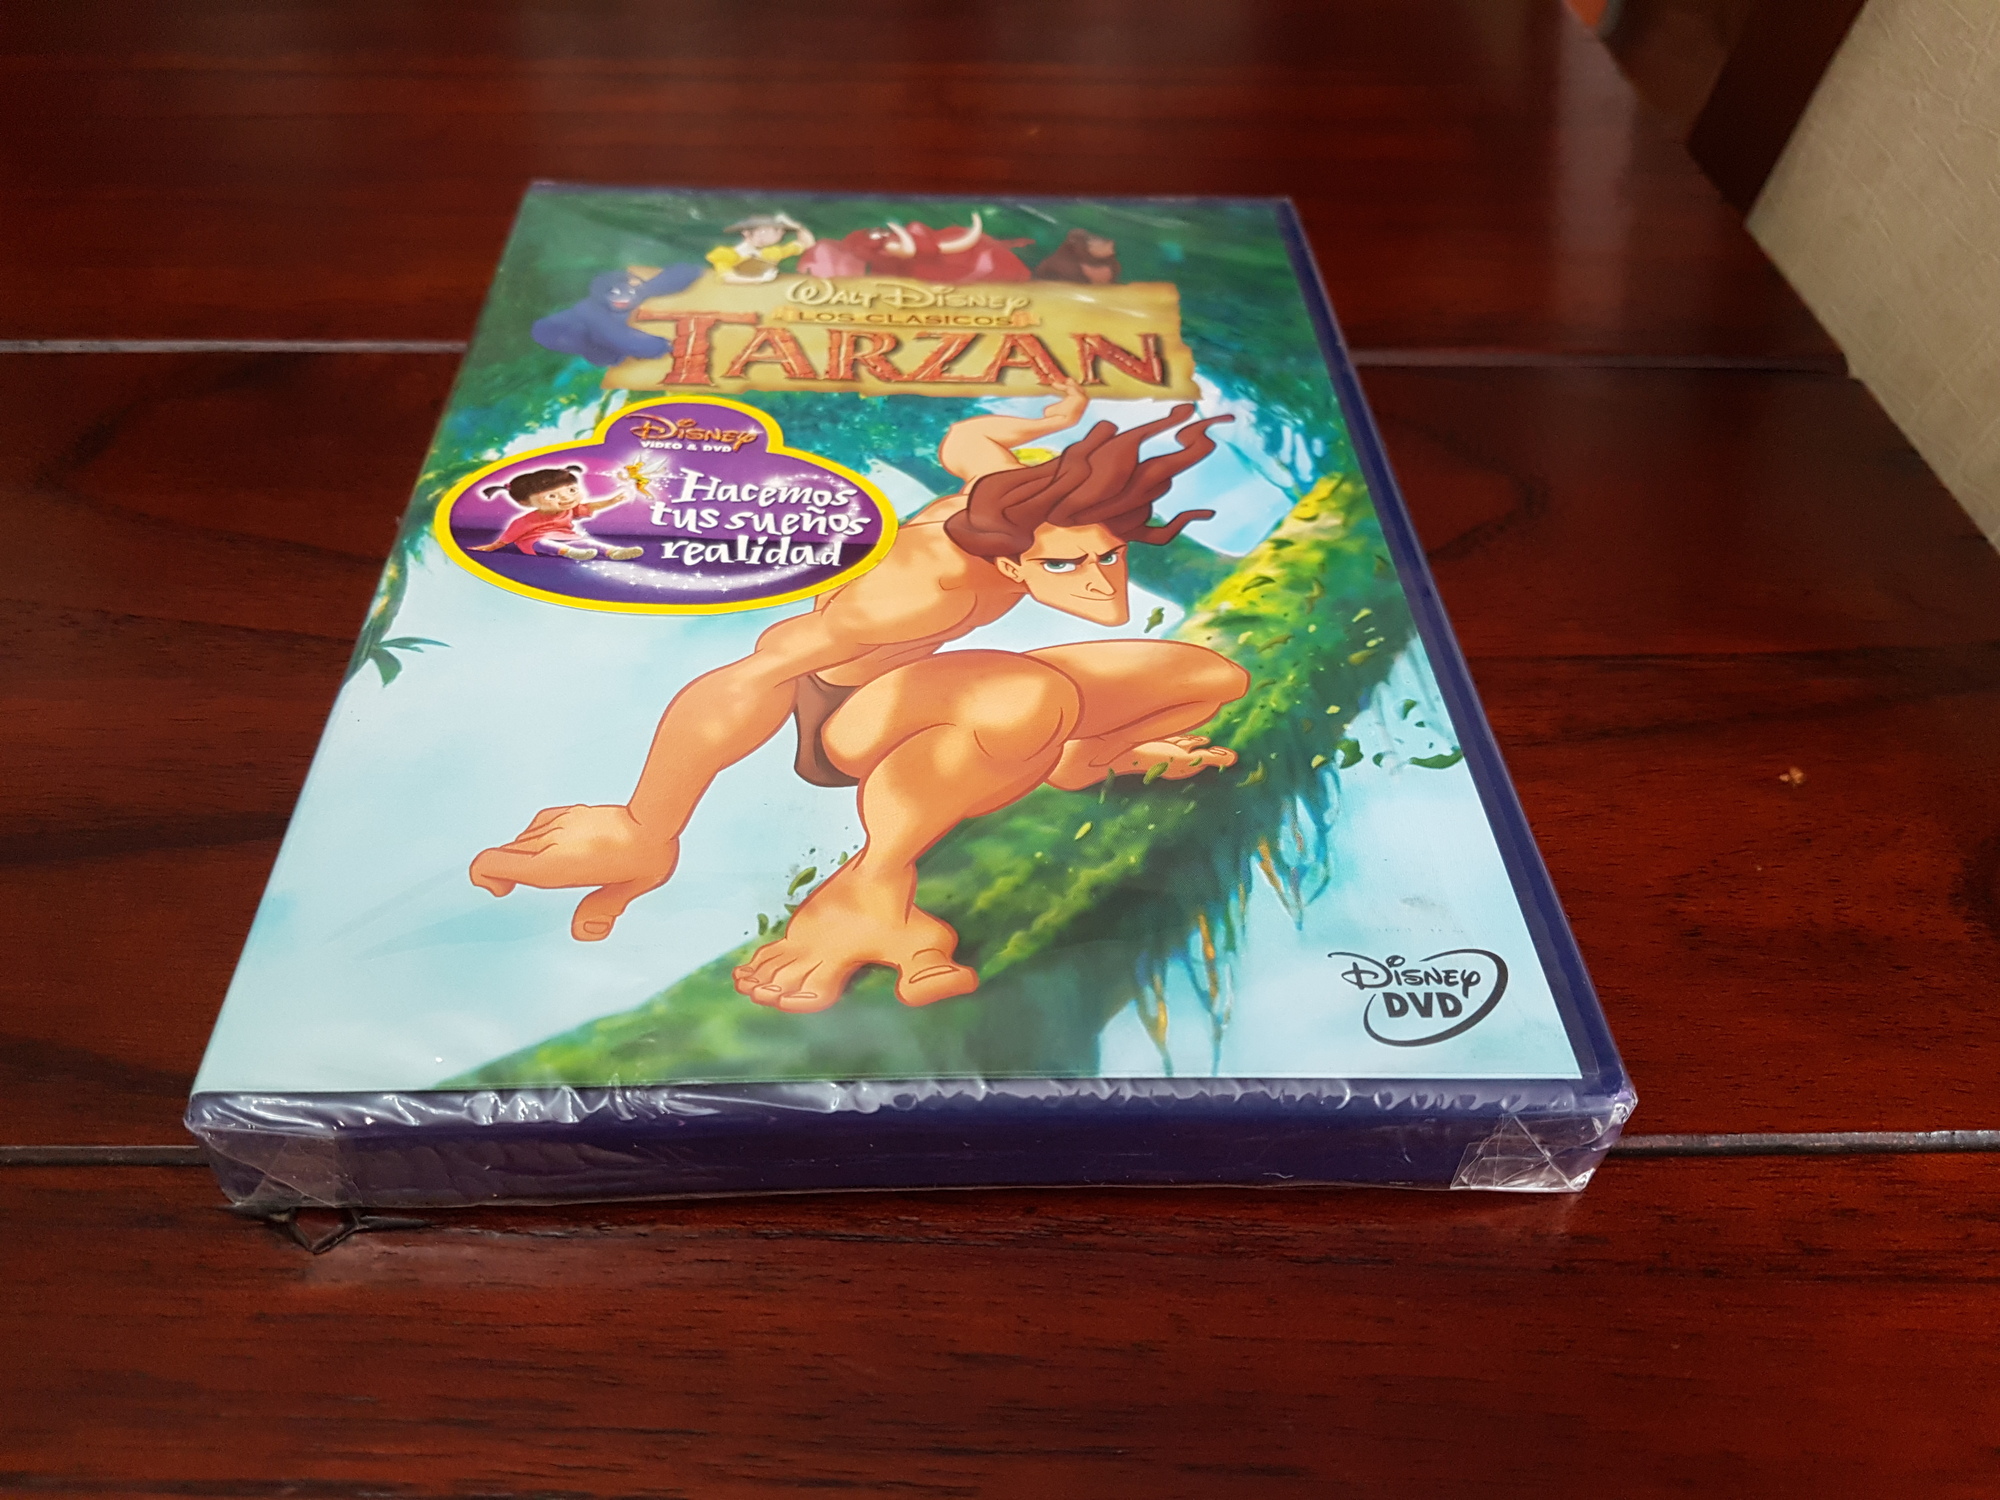 WALT DISNEY
LOS CLASICOS
TARZAN
DISNEY
VIDEO & DVD
Hacemos
tus sueños
realidad
DISNEY
DVD